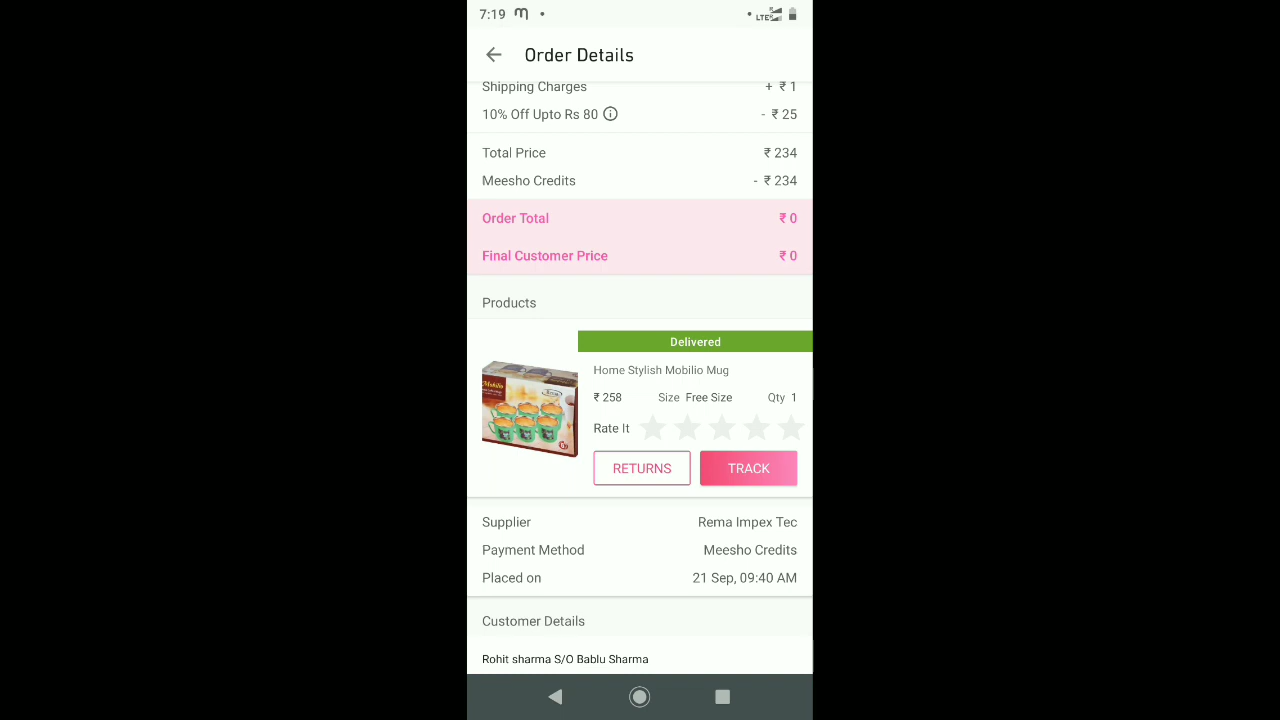 7:19 LTE
Order Details
Shipping Charges + ₹ 1
10% Off Upto Rs 80 - ₹ 25
Total Price ₹ 234
Meesho Credits - ₹ 234
Order Total ₹ 0
Final Customer Price ₹ 0
Products
Delivered
Home Stylish Mobilio Mug
₹ 258 Size Free Size Qty 1
Mobilio
Rate It
RETURNS TRACK
Supplier Rema Impex Tec
Payment Method Meesho Credits
Placed on 21 Sep, 09:40 AM
Customer Details
Rohit sharma S/O Bablu Sharma